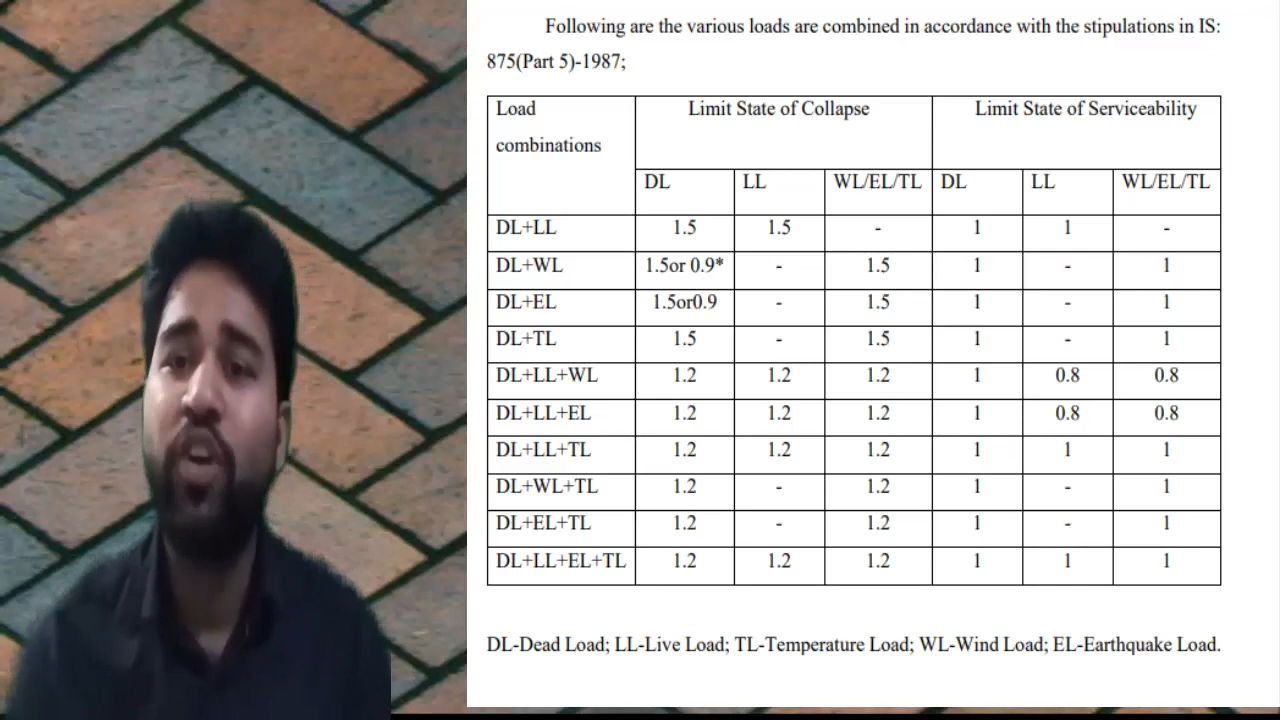 Following are the various loads are combined in accordance with the stipulations in IS:
875(Part 5)-1987;
Load combinations Limit State of Collapse Limit State of Serviceability
DL LL WL/EL/TL DL LL WL/EL/TL
DL+LL 1.5 1.5 - 1 1 -
DL+WL 1.5or 0.9* - 1.5 1 - 1
DL+EL 1.5or0.9 - 1.5 1 - 1
DL+TL 1.5 - 1.5 1 - 1
DL+LL+WL 1.2 1.2 1.2 1 0.8 0.8
DL+LL+EL 1.2 1.2 1.2 1 0.8 0.8
DL+LL+TL 1.2 1.2 1.2 1 1 1
DL+WL+TL 1.2 - 1.2 1 - 1
DL+EL+TL 1.2 - 1.2 1 - 1
DL+LL+EL+TL 1.2 1.2 1.2 1 1 1
DL-Dead Load; LL-Live Load; TL-Temperature Load; WL-Wind Load; EL-Earthquake Load.